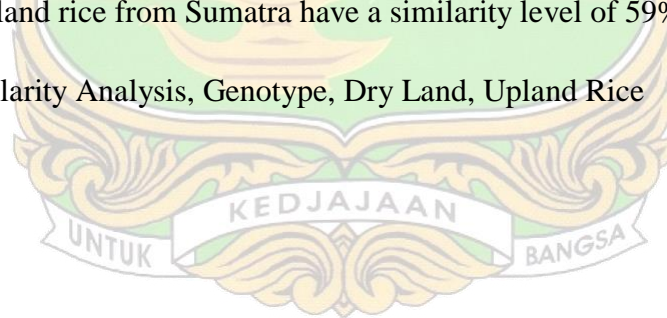 land rice from Sumatra have a similarity level of 59%
larity Analysis, Genotype, Dry Land, Upland Rice
UNTUK KEDJAJAAN BANGSA